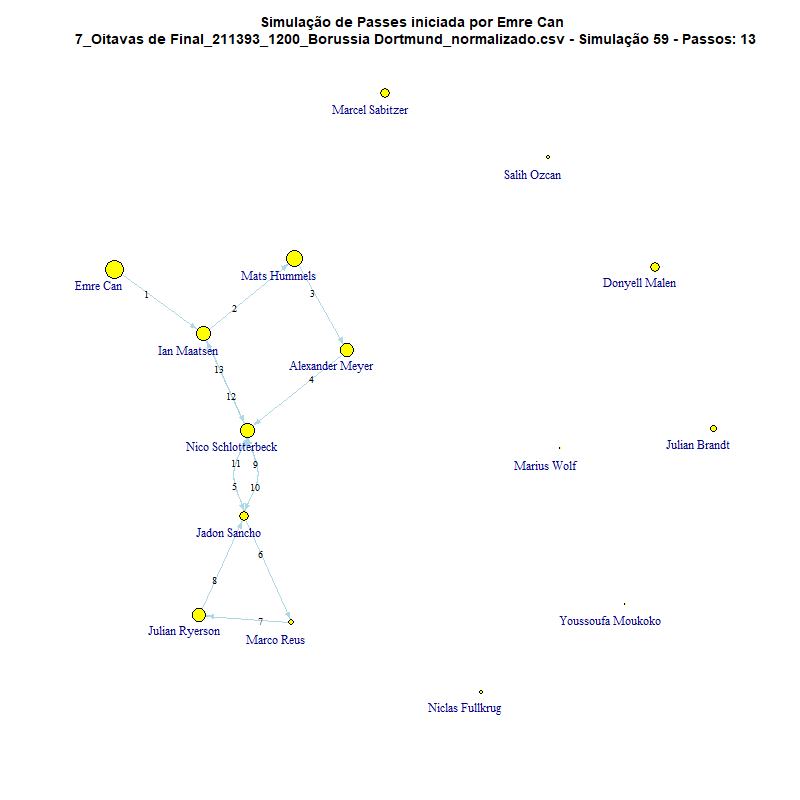 Simulação de Passes iniciada por Emre Can
7_Oitavas de Final_211393_1200_Borussia Dortmund_normalizado.csv - Simulação 59 - Passos: 13
Marcel Sabitzer
Salih Ozcan
Mats Hummels
Emre Can
Donyell Malen
1
2
3
Ian Maatsen
Alexander Meyer
13
4
12
Nico Schlotterbeck
Julian Brandt
11
9
Marius Wolf
5
10
Jadon Sancho
6
8
7
Julian Ryerson
Marco Reus
Youssoufa Moukoko
Niclas Fullkrug